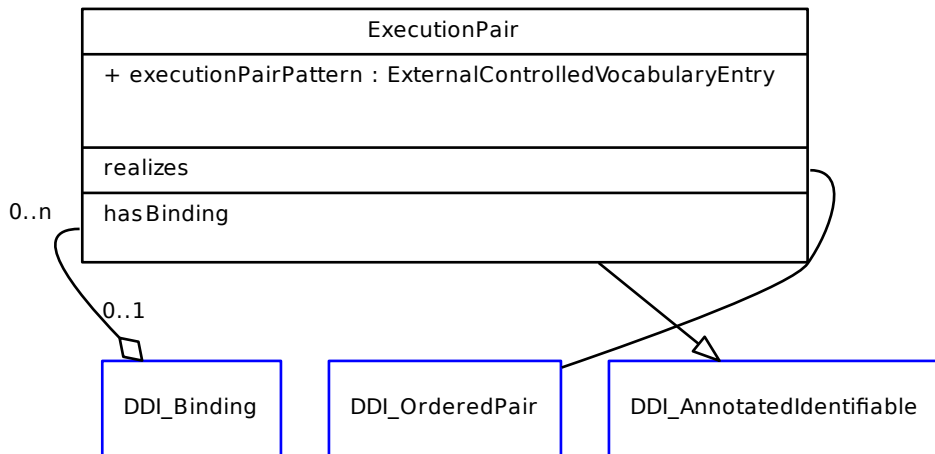 ExecutionPair
+ executionPairPattern : ExternalControlledVocabularyEntry
realizes
0..n
hasBinding
0..1
DDI_Binding
DDI_OrderedPair
DDI_AnnotatedIdentifiable